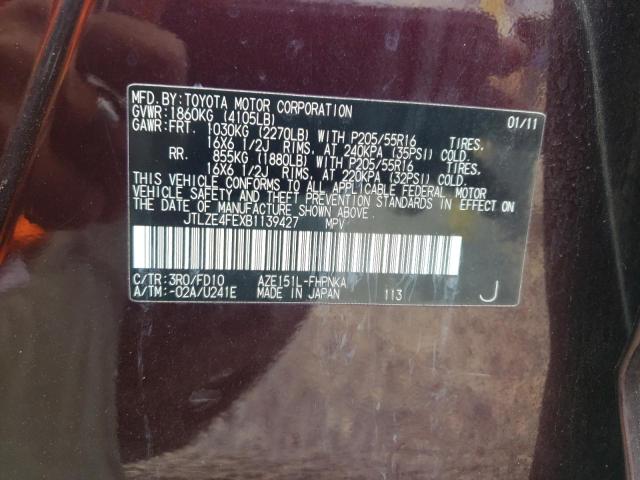 MFD.BY:TOYOTA MOTOR CORPORATION 01/11
GVWR:1860KG (4105LB)
GAWR:FRT. 1030KG (2270LB) WITH P205/55R16 TIRES,
16X6 1/2J RIMS, AT 240KPA (35PSI) COLD.
RR. 855KG (1880LB) WITH P205/55R16 TIRES,
16X6 1/2J RIMS, AT 220KPA (32PSI) COLD.
THIS VEHICLE CONFORMS TO ALL APPLICABLE FEDERAL MOTOR
VEHICLE SAFETY AND THEFT PREVENTION STANDARDS IN EFFECT ON
THE DATE OF MANUFACTURE SHOWN ABOVE.
JTLZE4FEXB1139427 MPV
C/TR:3R0/FD10 AZE151L-FHPNKA
A/TM:-02A/U241E MADE IN JAPAN 113 J